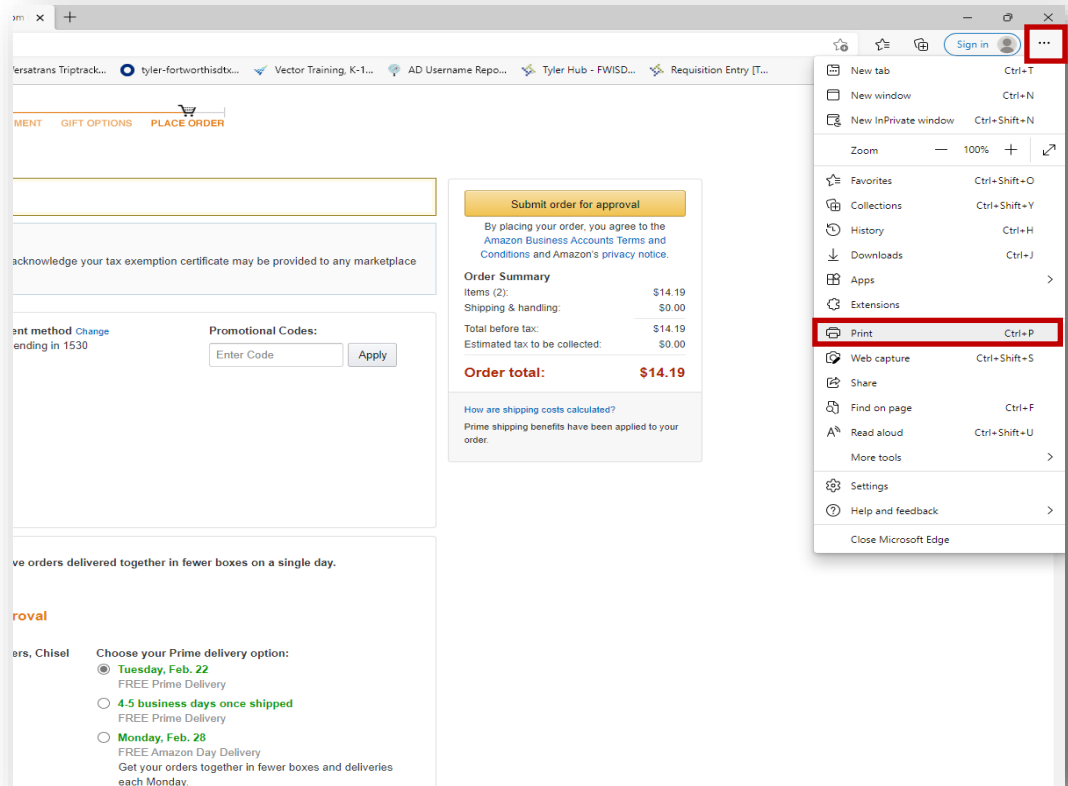 om
Sign in
ersatrans Triptrack...
tyler-fortworthisdtx...
Vector Training, K-1...
AD Username Repo...
Tyler Hub - FWISD...
Requisition Entry [T...
MENT GIFT OPTIONS PLACE ORDER
acknowledge your tax exemption certificate may be provided to any marketplace
ent method Change
ending in 1530
Promotional Codes:
Enter Code
Apply
Submit order for approval
By placing your order, you agree to the
Amazon Business Accounts Terms and
Conditions and Amazon's privacy notice.
Order Summary
Items (2): $14.19
Shipping & handling: $0.00
Total before tax: $14.19
Estimated tax to be collected: $0.00
Order total: $14.19
How are shipping costs calculated?
Prime shipping benefits have been applied to your
order.
ve orders delivered together in fewer boxes on a single day.
roval
ers, Chisel
Choose your Prime delivery option:
Tuesday, Feb. 22
FREE Prime Delivery
4-5 business days once shipped
FREE Prime Delivery
Monday, Feb. 28
FREE Amazon Day Delivery
Get your orders together in fewer boxes and deliveries
each Monday.
New tab Ctrl+T
New window Ctrl+N
New InPrivate window Ctrl+Shift+N
Zoom — 100% +
Favorites Ctrl+Shift+O
Collections Ctrl+Shift+Y
History Ctrl+H
Downloads Ctrl+J
Apps
Extensions
Print Ctrl+P
Web capture Ctrl+Shift+S
Share
Find on page Ctrl+F
Read aloud Ctrl+Shift+U
More tools
Settings
Help and feedback
Close Microsoft Edge